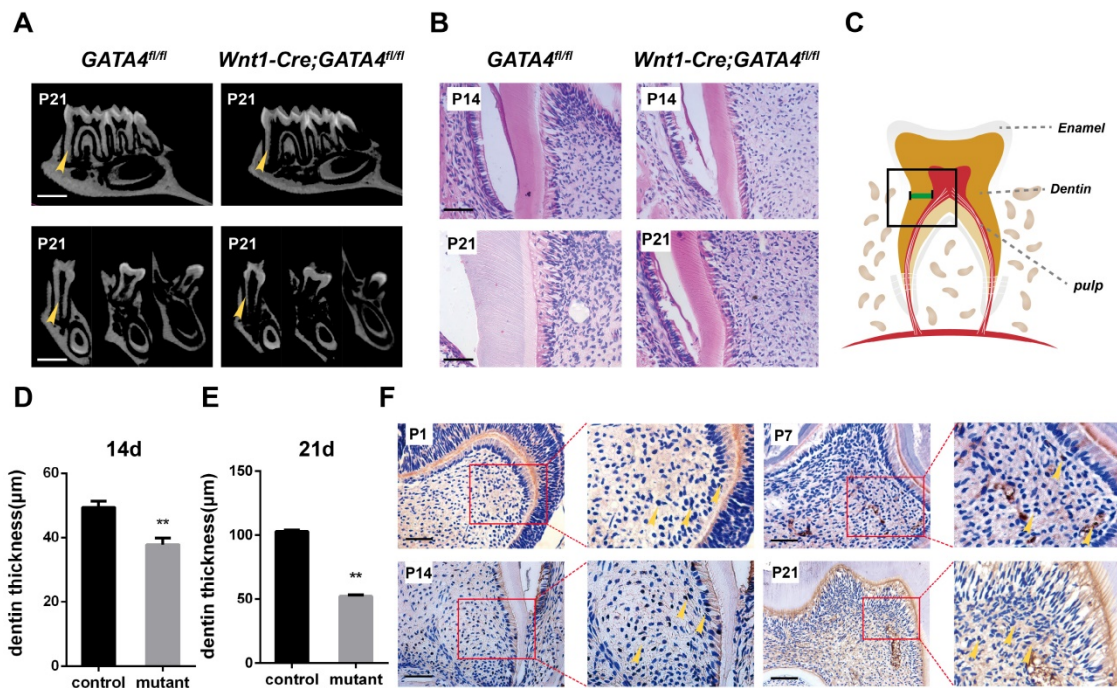 A
GATA4fl/fl
Wnt1-Cre;GATA4fl/fl
P21
P21
B
GATA4fl/fl
Wnt1-Cre;GATA4fl/fl
P14
P14
P21
P21
C
Enamel
Dentin
pulp
D
14d
dentin thickness(μm)
60
40
20
0
**
control
mutant
E
21d
dentin thickness(μm)
150
100
50
0
**
control
mutant
F
P1
P7
P14
P21